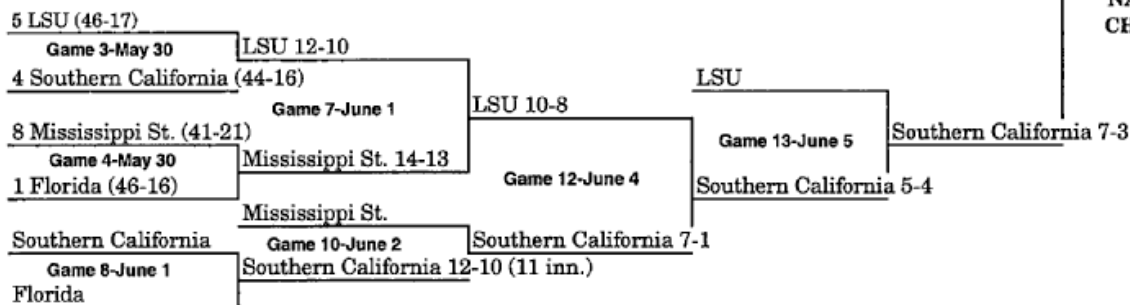 5 LSU (46-17)
Game 3-May 30
4 Southern California (44-16)
LSU 12-10
Game 7-June 1
8 Mississippi St. (41-21)
Game 4-May 30
1 Florida (46-16)
Mississippi St. 14-13
LSU 10-8
Game 12-June 4
Mississippi St.
Game 10-June 2
Southern California
Game 8-June 1
Florida
Southern California 12-10 (11 inn.)
Southern California 7-1
LSU
Game 13-June 5
Southern California 5-4
Southern California 7-3